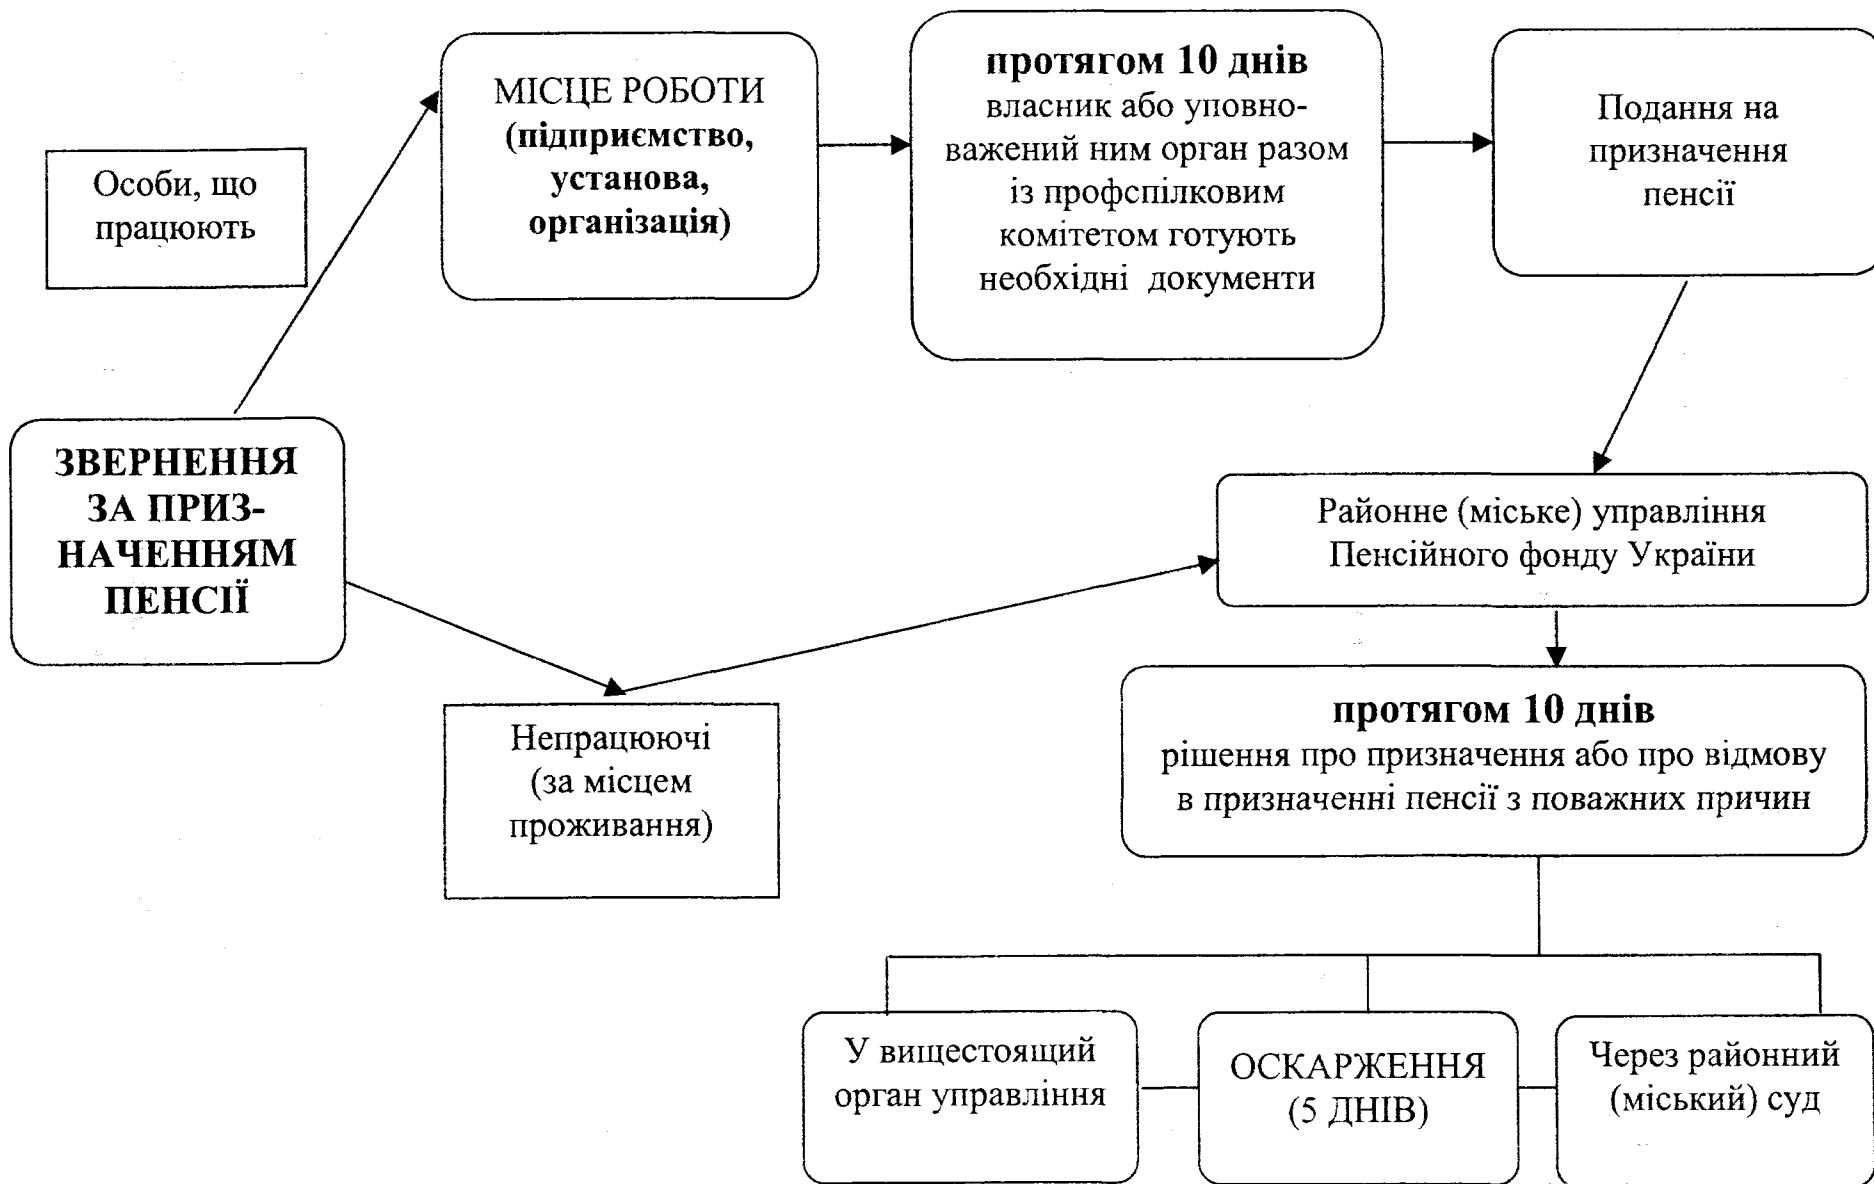 МІСЦЕ РОБОТИ
(підприємство,
установа,
організація)
протягом 10 днів
власник або уповно-
важений ним орган разом
із профспілковим
комітетом готують
необхідні документи
Подання на
призначення
пенсії
Особи, що
працюють
ЗВЕРНЕННЯ
ЗА ПРИЗ-
НАЧЕННЯМ
ПЕНСІЇ
Районне (міське) управління
Пенсійного фонду України
Непрацюючі
(за місцем
проживання)
протягом 10 днів
рішення про призначення або про відмову
в призначенні пенсії з поважних причин
У вищестоящий
орган управління
ОСКАРЖЕННЯ
(5 ДНІВ)
Через районний
(міський) суд